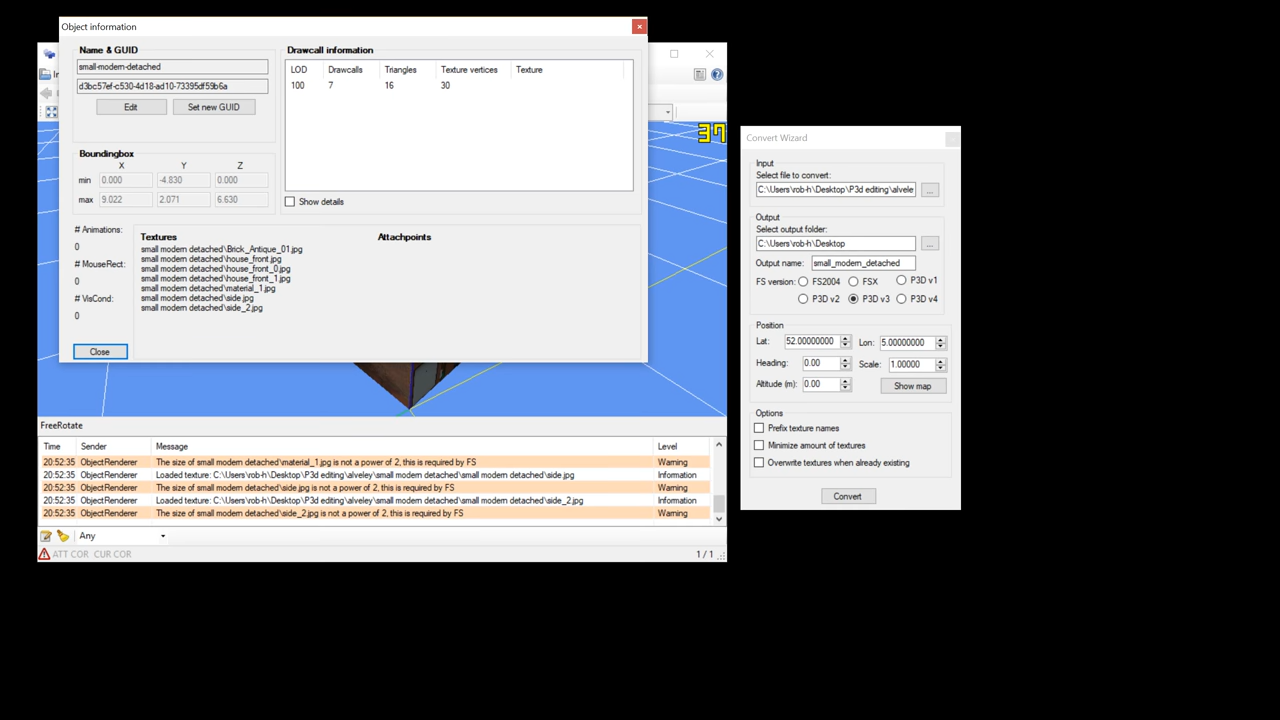 Object information
Name & GUID
small-modern-detached
d3bc57ef-c530-4d18-ad10-73395df59b6a
Edit
Set new GUID
Boundingbox
X Y Z
min 0.000 -4.830 0.000
max 9.022 2.071 6.630
Drawcall information
LOD Drawcalls Triangles Texture vertices Texture
100 7 16 30
Show details
# Animations:
0
# MouseRect:
0
# VisCond:
0
Textures
small modern detached\Brick_Antique_01.jpg
small modern detached\house_front.jpg
small modern detached\house_front_0.jpg
small modern detached\house_front_1.jpg
small modern detached\material_1.jpg
small modern detached\side.jpg
small modern detached\side_2.jpg
Attachpoints
Close
37
FreeRotate
Time Sender Message Level
20:52:35 ObjectRenderer The size of small modern detached\material_1.jpg is not a power of 2, this is required by FS Warning
20:52:35 ObjectRenderer Loaded texture: C:\Users\rob-h\Desktop\P3d editing\alveley\small modern detached\small modern detached\side.jpg Information
20:52:35 ObjectRenderer The size of small modern detached\side.jpg is not a power of 2, this is required by FS Warning
20:52:35 ObjectRenderer Loaded texture: C:\Users\rob-h\Desktop\P3d editing\alveley\small modern detached\small modern detached\side_2.jpg Information
20:52:35 ObjectRenderer The size of small modern detached\side_2.jpg is not a power of 2, this is required by FS Warning
Any
ATT COR CUR COR
1 / 1
Convert Wizard
Input
Select file to convert:
C:\Users\rob-h\Desktop\P3d editing\alvele
...
Output
Select output folder:
C:\Users\rob-h\Desktop
...
Output name: small_modern_detached
FS version: FS2004 FSX P3D v1
P3D v2 P3D v3 P3D v4
Position
Lat: 52.00000000 Lon: 5.00000000
Heading: 0.00 Scale: 1.00000
Altitude (m): 0.00 Show map
Options
Prefix texture names
Minimize amount of textures
Overwrite textures when already existing
Convert